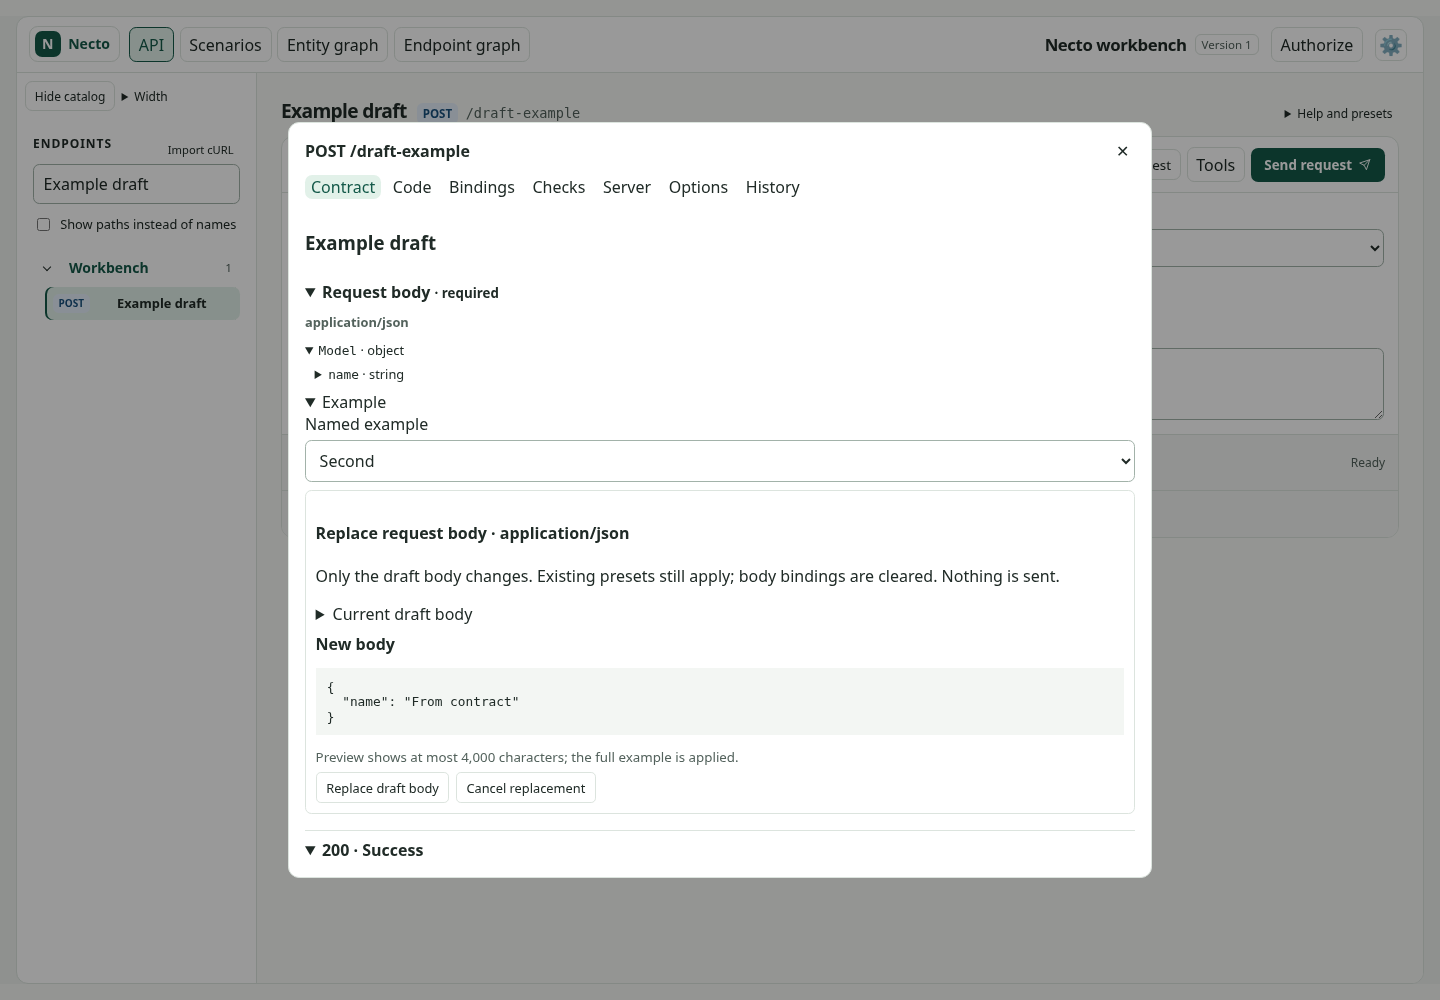 N Necto API Scenarios Entity graph Endpoint graph Necto workbench Version 1 Authorize
Hide catalog Width
ENDPOINTS
Import cURL
Example draft
Show paths instead of names
Workbench 1
POST Example draft
Example draft POST /draft-example Help and presets
est Tools Send request
Ready
POST /draft-example ×
Contract Code Bindings Checks Server Options History
Example draft
Request body · required
application/json
Model · object
name · string
Example
Named example
Second
Replace request body · application/json
Only the draft body changes. Existing presets still apply; body bindings are cleared. Nothing is sent.
Current draft body
New body
{
"name": "From contract"
}
Preview shows at most 4,000 characters; the full example is applied.
Replace draft body Cancel replacement
200 · Success